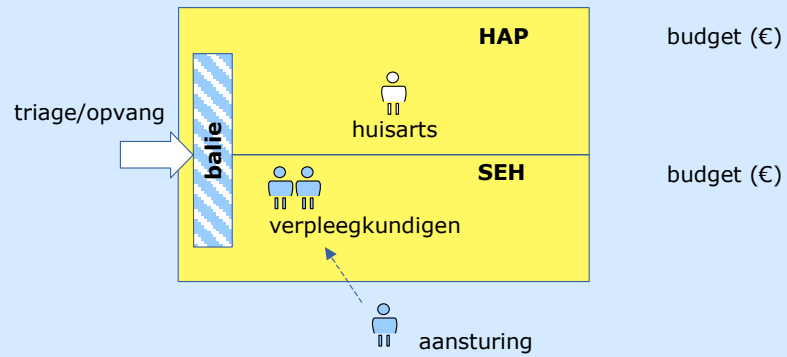 HAP
budget (€)
triage/opvang
balie
huisarts
SEH
budget (€)
verpleegkundigen
aansturing